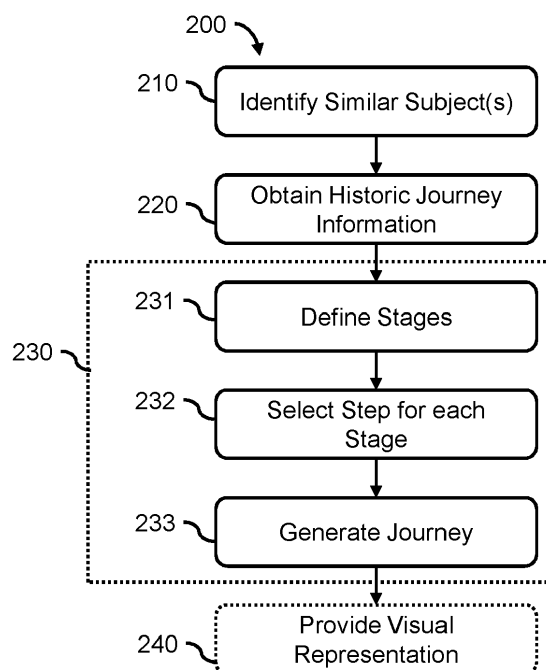 200
210
Identify Similar Subject(s)
220
Obtain Historic Journey
Information
231
Define Stages
230
232
Select Step for each
Stage
233
Generate Journey
240
Provide Visual
Representation